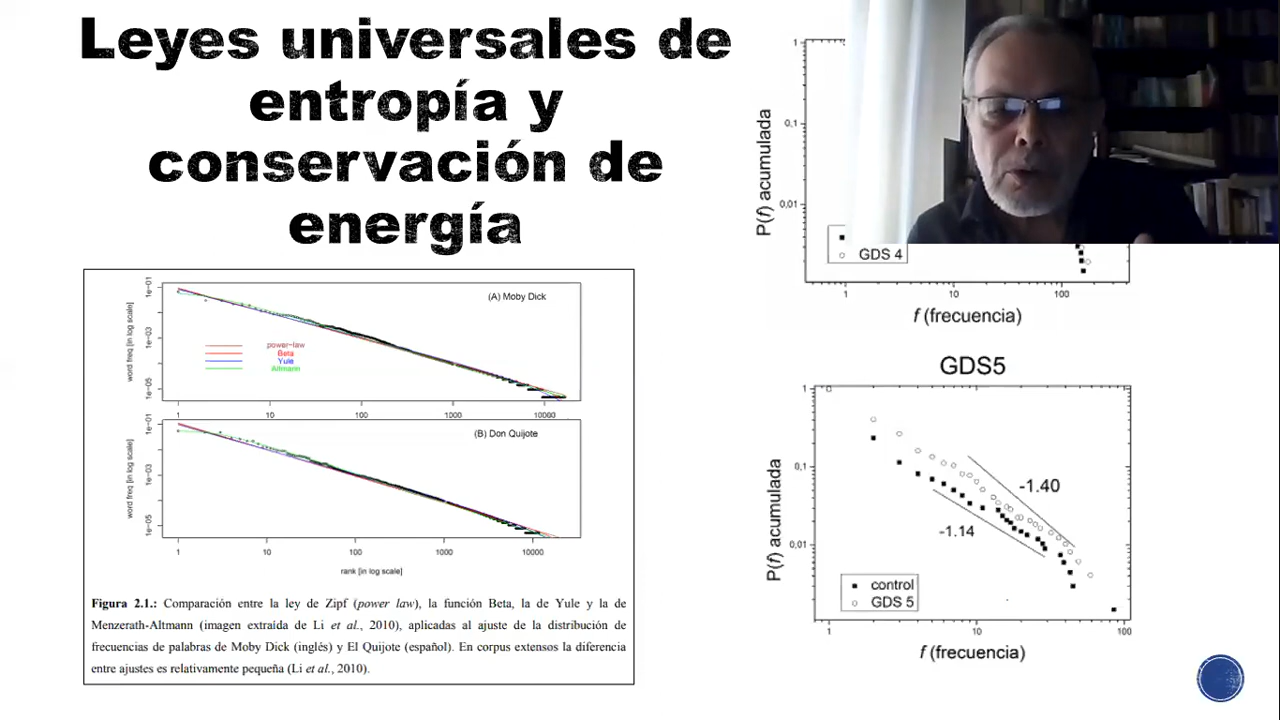 Leyes universales de
entropía y
conservación de
energía
1e−01
1e−03
1e−05
word freq [in log scale]
(A) Moby Dick
power−law
Beta
Yule
Altmann
1 10 100 1000 10000
1e−01
1e−03
1e−05
word freq [in log scale]
(B) Don Quijote
1 10 100 1000 10000
rank [in log scale]
Figura 2.1.: Comparación entre la ley de Zipf (power law), la función Beta, la de Yule y la de
Menzerath-Altmann (imagen extraída de Li et al., 2010), aplicadas al ajuste de la distribución de
frecuencias de palabras de Moby Dick (inglés) y El Quijote (español). En corpus extensos la diferencia
entre ajustes es relativamente pequeña (Li et al., 2010).
1
0,1
0,01
P(f) acumulada
GDS 4
1 10 100
f (frecuencia)
GDS5
1
0,1
0,01
P(f) acumulada
-1.40
-1.14
control
GDS 5
1 10 100
f (frecuencia)